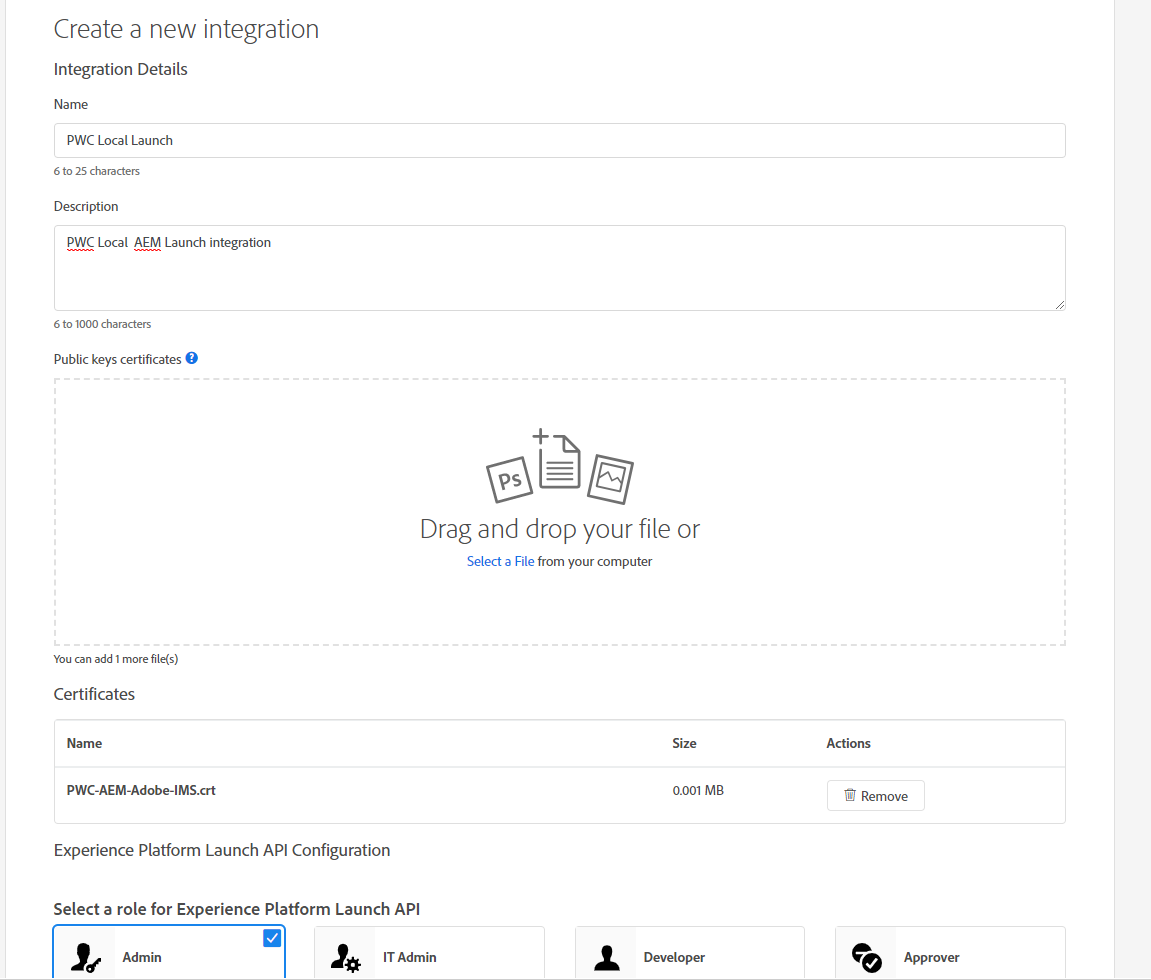 Create a new integration
Integration Details
Name
PWC Local Launch
6 to 25 characters
Description
PWC Local  AEM Launch integration
6 to 1000 characters
Public keys certificates ?
Ps
Drag and drop your file or
Select a File from your computer
You can add 1 more file(s)
Certificates
Name Size Actions
PWC-AEM-Adobe-IMS.crt 0.001 MB Remove
Experience Platform Launch API Configuration
Select a role for Experience Platform Launch API
Admin IT Admin Developer Approver